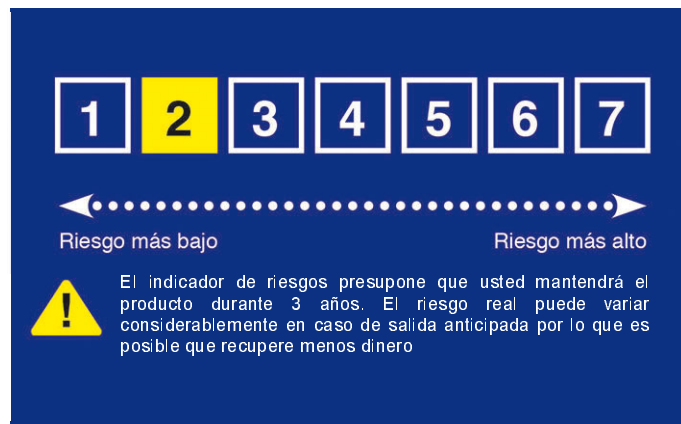 1 2 3 4 5 6 7
Riesgo más bajo Riesgo más alto
El indicador de riesgos presupone que usted mantendrá el
producto durante 3 años. El riesgo real puede variar
considerablemente en caso de salida anticipada por lo que es
posible que recupere menos dinero